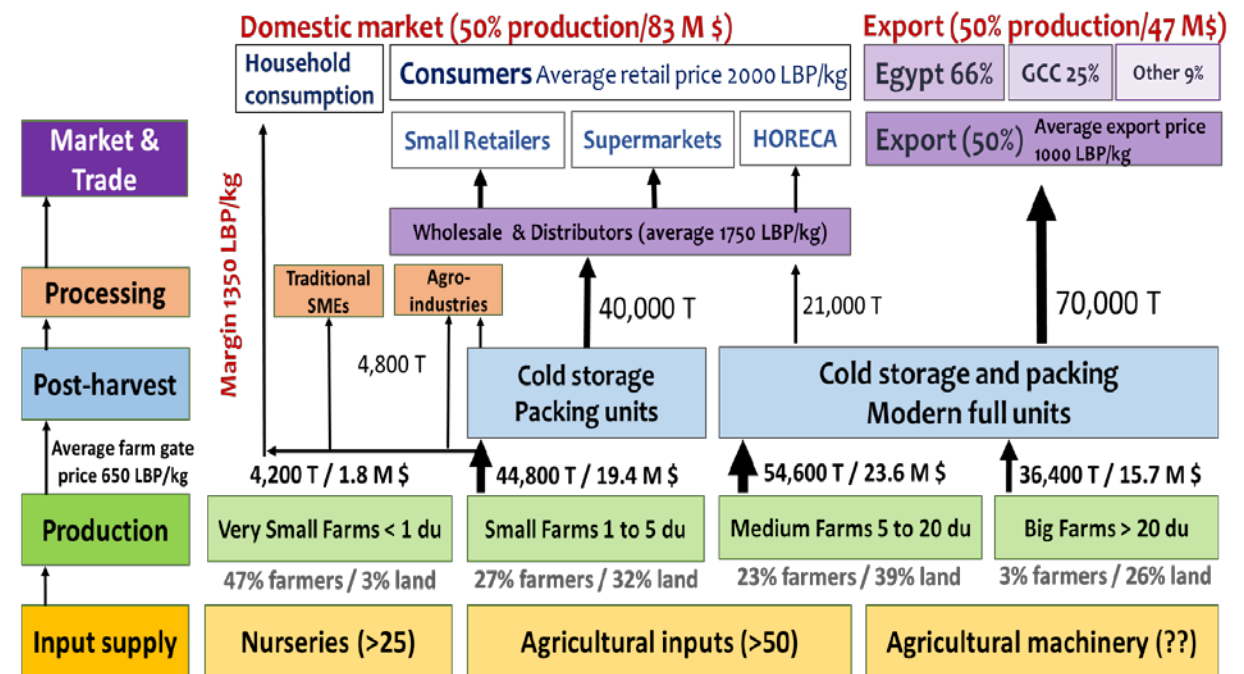 Domestic market (50% production/83 M $)
Export (50% production/47 M$)
Household
consumption
Consumers Average retail price 2000 LBP/kg
Egypt 66%
GCC 25%
Other 9%
Market &
Trade
Small Retailers
Supermarkets
HORECA
Export (50%) Average export price
1000 LBP/kg
Margin 1350 LBP/kg
Wholesale & Distributors (average 1750 LBP/kg)
Processing
Traditional
SMEs
Agro-
industries
40,000 T
21,000 T
70,000 T
4,800 T
Post-harvest
Cold storage
Packing units
Cold storage and packing
Modern full units
Average farm gate
price 650 LBP/kg
4,200 T / 1.8 M $
44,800 T / 19.4 M $
54,600 T / 23.6 M $
36,400 T / 15.7 M $
Production
Very Small Farms < 1 du
Small Farms 1 to 5 du
Medium Farms 5 to 20 du
Big Farms > 20 du
47% farmers / 3% land
27% farmers / 32% land
23% farmers / 39% land
3% farmers / 26% land
Input supply
Nurseries (>25)
Agricultural inputs (>50)
Agricultural machinery (??)